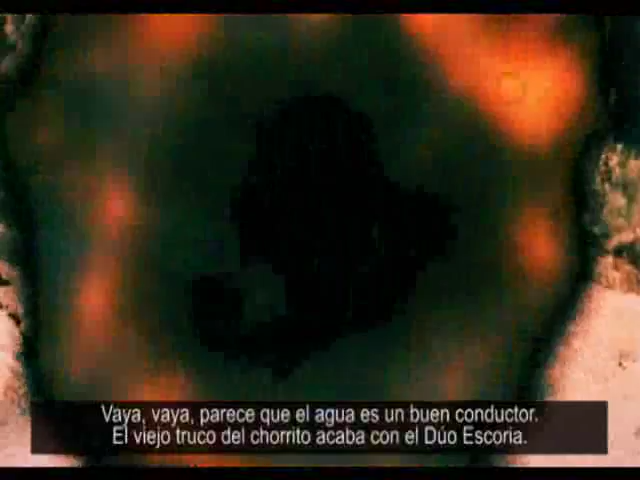 Vaya, vaya, parece que el agua es un buen conductor.
El viejo truco del chorrito acaba con el Dúo Escoria.